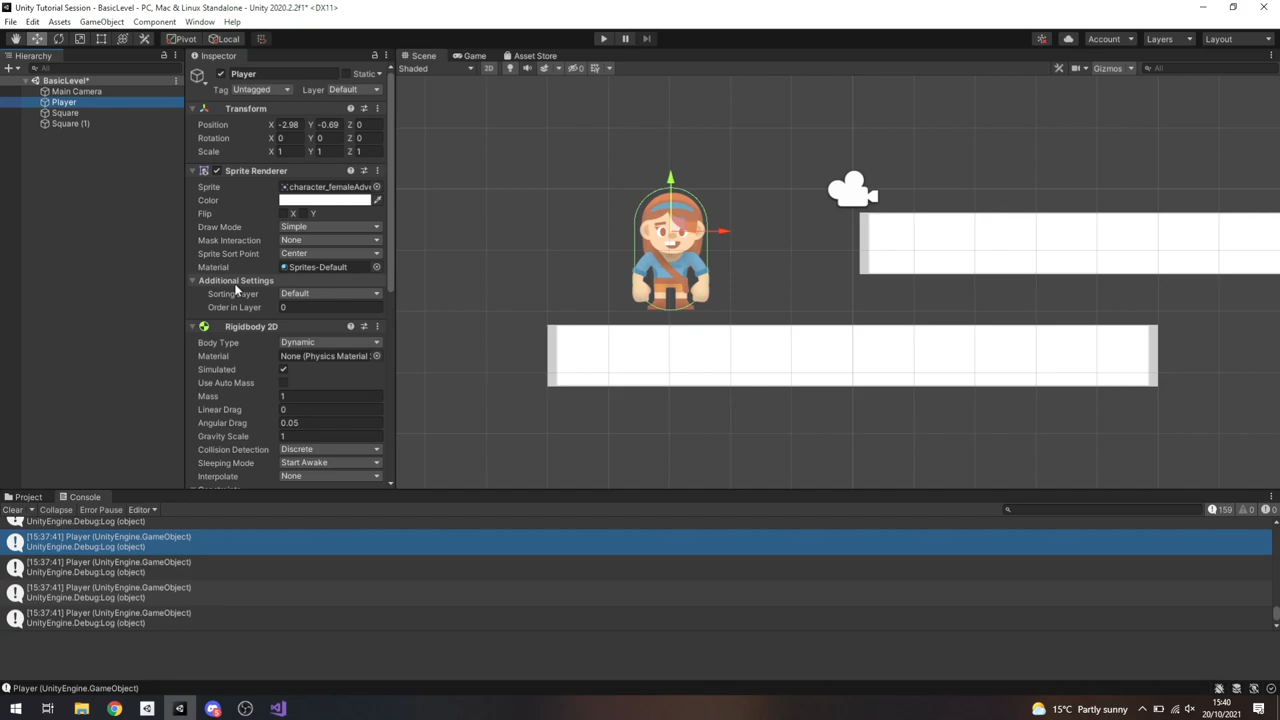 Unity Tutorial Session - BasicLevel - PC, Mac & Linux Standalone - Unity 2020.2.2f1* <DX11>
File Edit Assets GameObject Component Window Help
Pivot Local Account Layers Layout
Hierarchy
All
BasicLevel*
Main Camera
Player
Square
Square (1)
Inspector
Player Static
Tag Untagged Layer Default
Transform
Position X -2.98 Y -0.69 Z 0
Rotation X 0 Y 0 Z 0
Scale X 1 Y 1 Z 1
Sprite Renderer
Sprite character_femaleAdve
Color
Flip X Y
Draw Mode Simple
Mask Interaction None
Sprite Sort Point Center
Material Sprites-Default
Additional Settings
Sorting Layer Default
Order in Layer 0
Rigidbody 2D
Body Type Dynamic
Material None (Physics Material 2
Simulated
Use Auto Mass
Mass 1
Linear Drag 0
Angular Drag 0.05
Gravity Scale 1
Collision Detection Discrete
Sleeping Mode Start Awake
Interpolate None
Scene Game Asset Store
Shaded 2D 0 Gizmos All
Project Console
Clear Collapse Error Pause Editor 159 0 0
UnityEngine.Debug:Log (object)
[15:37:41] Player (UnityEngine.GameObject)
UnityEngine.Debug:Log (object)
[15:37:41] Player (UnityEngine.GameObject)
UnityEngine.Debug:Log (object)
[15:37:41] Player (UnityEngine.GameObject)
UnityEngine.Debug:Log (object)
[15:37:41] Player (UnityEngine.GameObject)
UnityEngine.Debug:Log (object)
Player (UnityEngine.GameObject)
15°C Partly sunny
15:40
20/10/2021